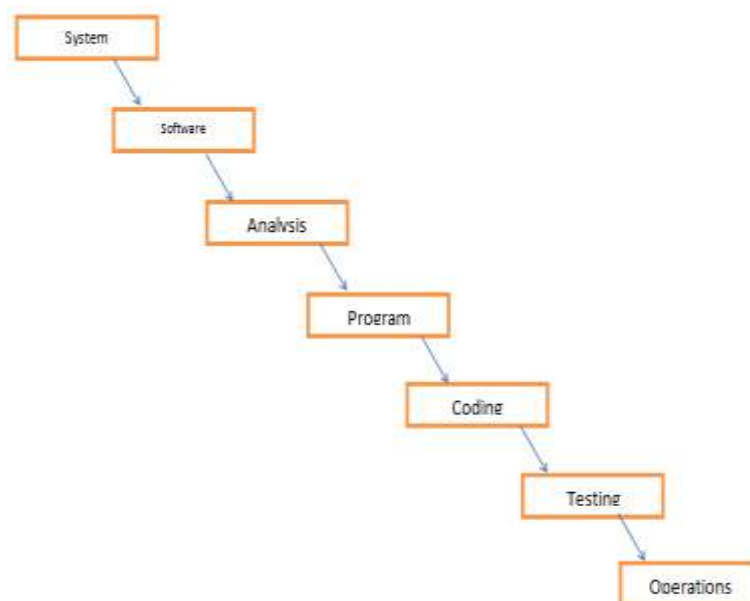 System
Software
Analysis
Program
Coding
Testing
Operations